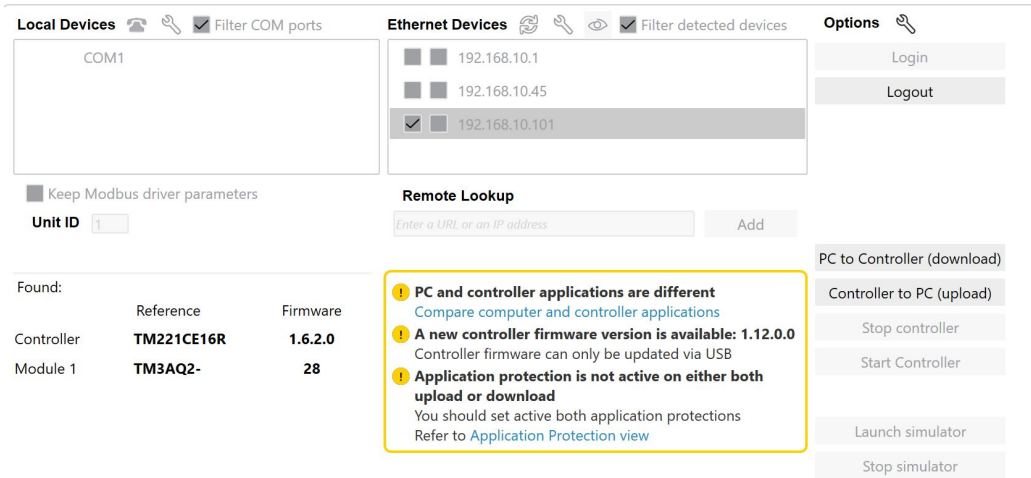 Local Devices Filter COM ports
COM1
Keep Modbus driver parameters
Unit ID 1
Ethernet Devices Filter detected devices
192.168.10.1
192.168.10.45
192.168.10.101
Remote Lookup
Enter a URL or an IP address Add
Options
Login
Logout
PC to Controller (download)
Controller to PC (upload)
Stop controller
Start Controller
Launch simulator
Stop simulator
Found:
Reference Firmware
Controller TM221CE16R 1.6.2.0
Module 1 TM3AQ2- 28
! PC and controller applications are different
Compare computer and controller applications
! A new controller firmware version is available: 1.12.0.0
Controller firmware can only be updated via USB
! Application protection is not active on either both
upload or download
You should set active both application protections
Refer to Application Protection view